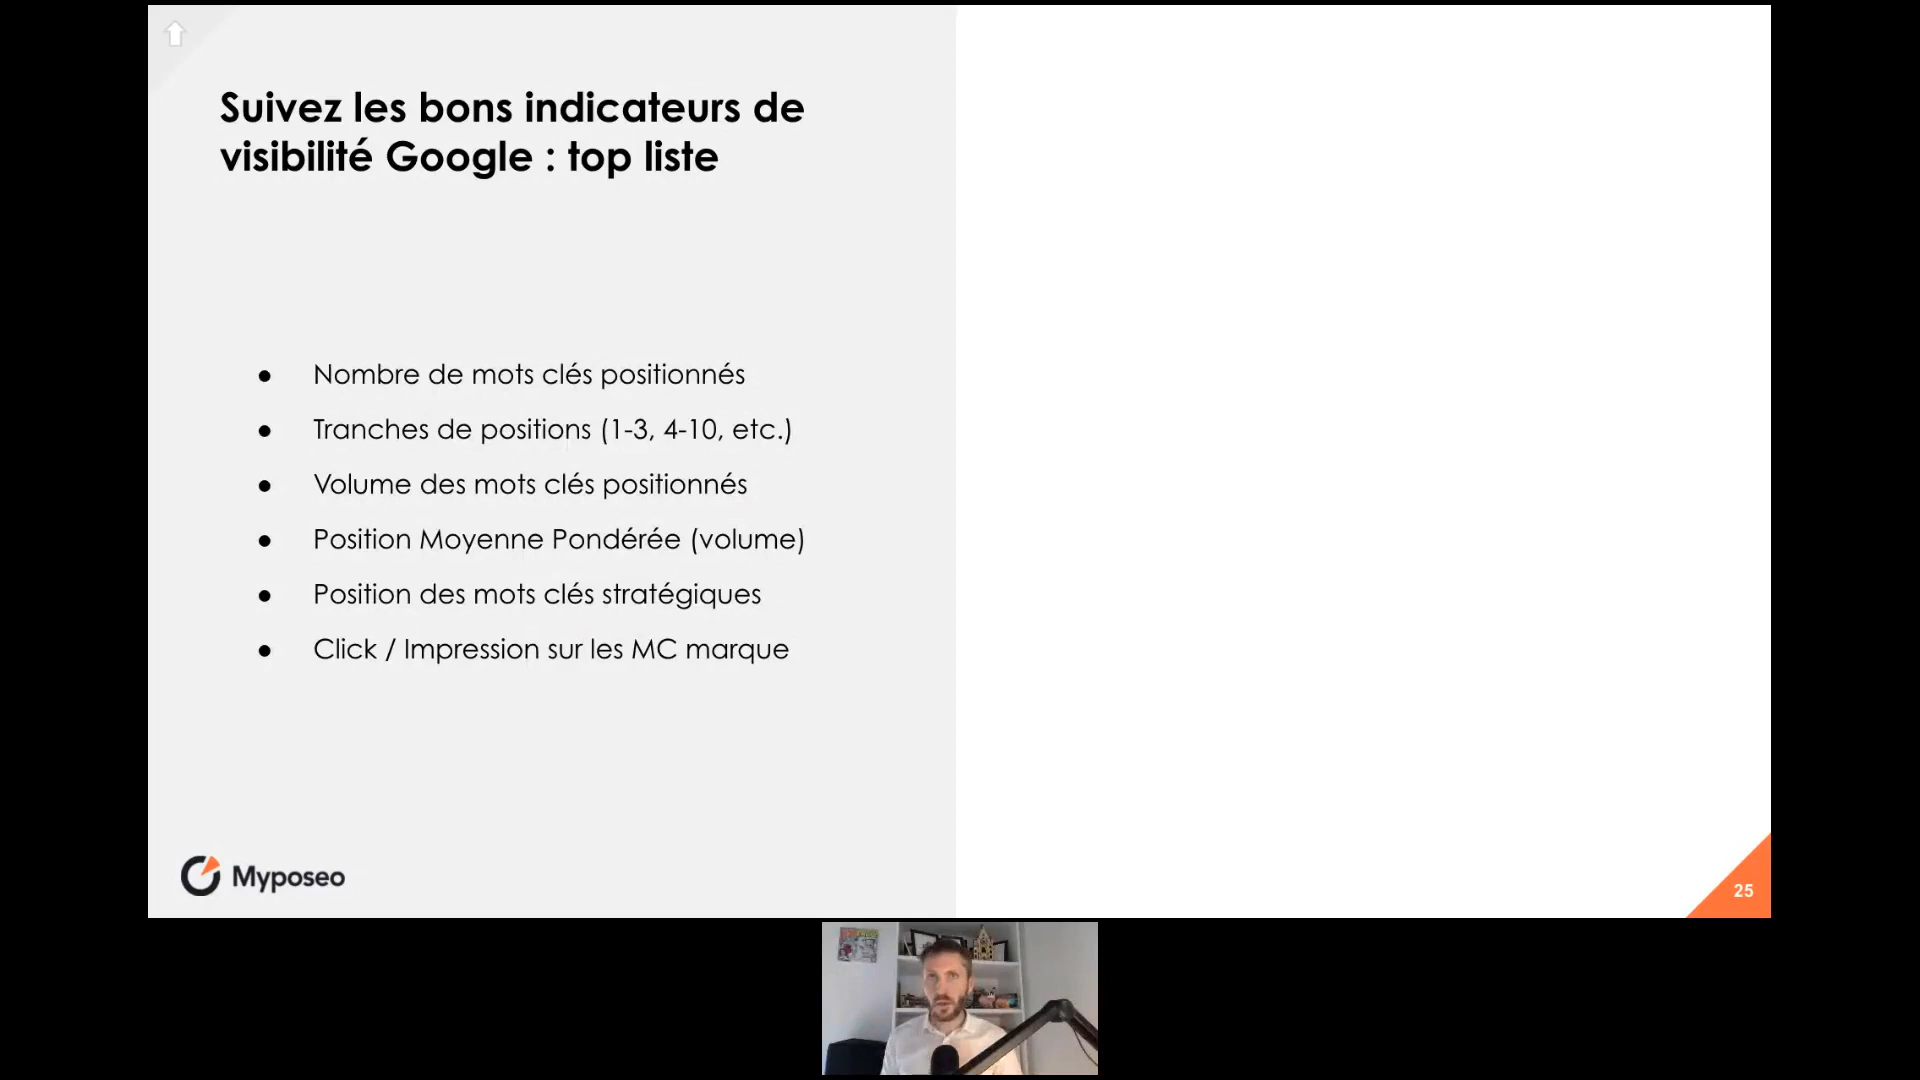 Suivez les bons indicateurs de
visibilité Google : top liste
● Nombre de mots clés positionnés
● Tranches de positions (1-3, 4-10, etc.)
● Volume des mots clés positionnés
● Position Moyenne Pondérée (volume)
● Position des mots clés stratégiques
● Click / Impression sur les MC marque
Myposeo
25